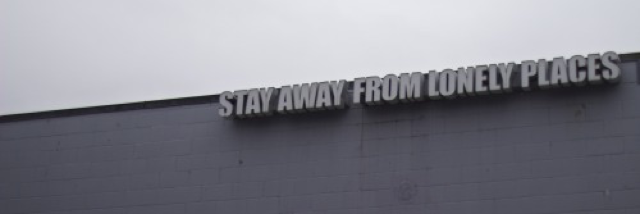 STAY AWAY FROM LONELY PLACES